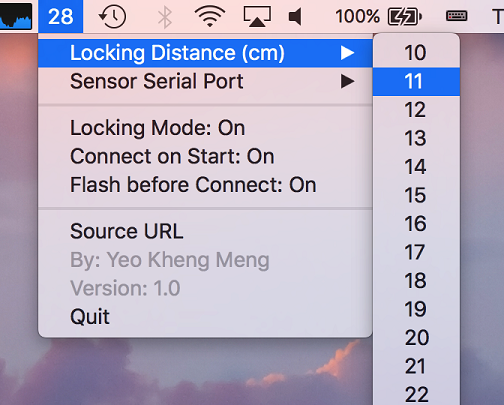 28
100%
T
Locking Distance (cm)
Sensor Serial Port
Locking Mode: On
Connect on Start: On
Flash before Connect: On
Source URL
By: Yeo Kheng Meng
Version: 1.0
Quit
10
11
12
13
14
15
16
17
18
19
20
21
22